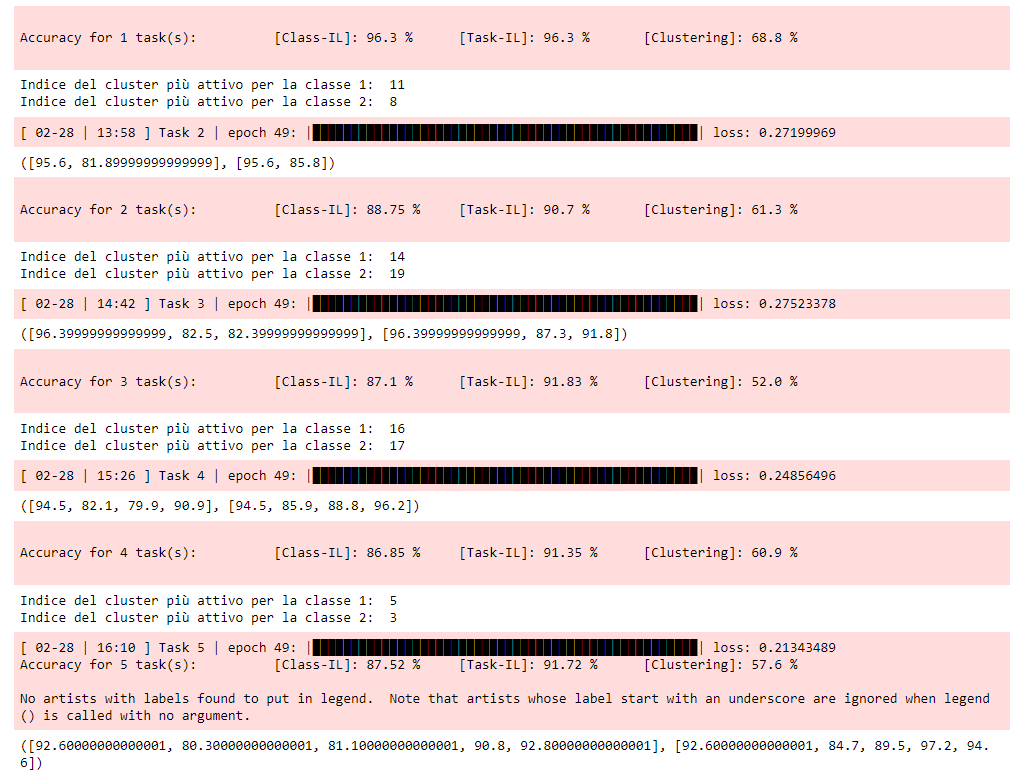 Accuracy for 1 task(s):          [Class-IL]: 96.3 %      [Task-IL]: 96.3 %       [Clustering]: 68.8 %
Indice del cluster più attivo per la classe 1:  11
Indice del cluster più attivo per la classe 2:  8
[ 02-28 | 13:58 ] Task 2 | epoch 49: || loss: 0.27199969
([95.6, 81.89999999999999], [95.6, 85.8])
Accuracy for 2 task(s):          [Class-IL]: 88.75 %     [Task-IL]: 90.7 %       [Clustering]: 61.3 %
Indice del cluster più attivo per la classe 1:  14
Indice del cluster più attivo per la classe 2:  19
[ 02-28 | 14:42 ] Task 3 | epoch 49: || loss: 0.27523378
([96.39999999999999, 82.5, 82.39999999999999], [96.39999999999999, 87.3, 91.8])
Accuracy for 3 task(s):          [Class-IL]: 87.1 %      [Task-IL]: 91.83 %      [Clustering]: 52.0 %
Indice del cluster più attivo per la classe 1:  16
Indice del cluster più attivo per la classe 2:  17
[ 02-28 | 15:26 ] Task 4 | epoch 49: || loss: 0.24856496
([94.5, 82.1, 79.9, 90.9], [94.5, 85.9, 88.8, 96.2])
Accuracy for 4 task(s):          [Class-IL]: 86.85 %     [Task-IL]: 91.35 %      [Clustering]: 60.9 %
Indice del cluster più attivo per la classe 1:  5
Indice del cluster più attivo per la classe 2:  3
[ 02-28 | 16:10 ] Task 5 | epoch 49: || loss: 0.21343489
Accuracy for 5 task(s):          [Class-IL]: 87.52 %     [Task-IL]: 91.72 %      [Clustering]: 57.6 %
No artists with labels found to put in legend.  Note that artists whose label start with an underscore are ignored when legend
() is called with no argument.
([92.60000000000001, 80.30000000000001, 81.10000000000001, 90.8, 92.80000000000001], [92.60000000000001, 84.7, 89.5, 97.2, 94.
6])